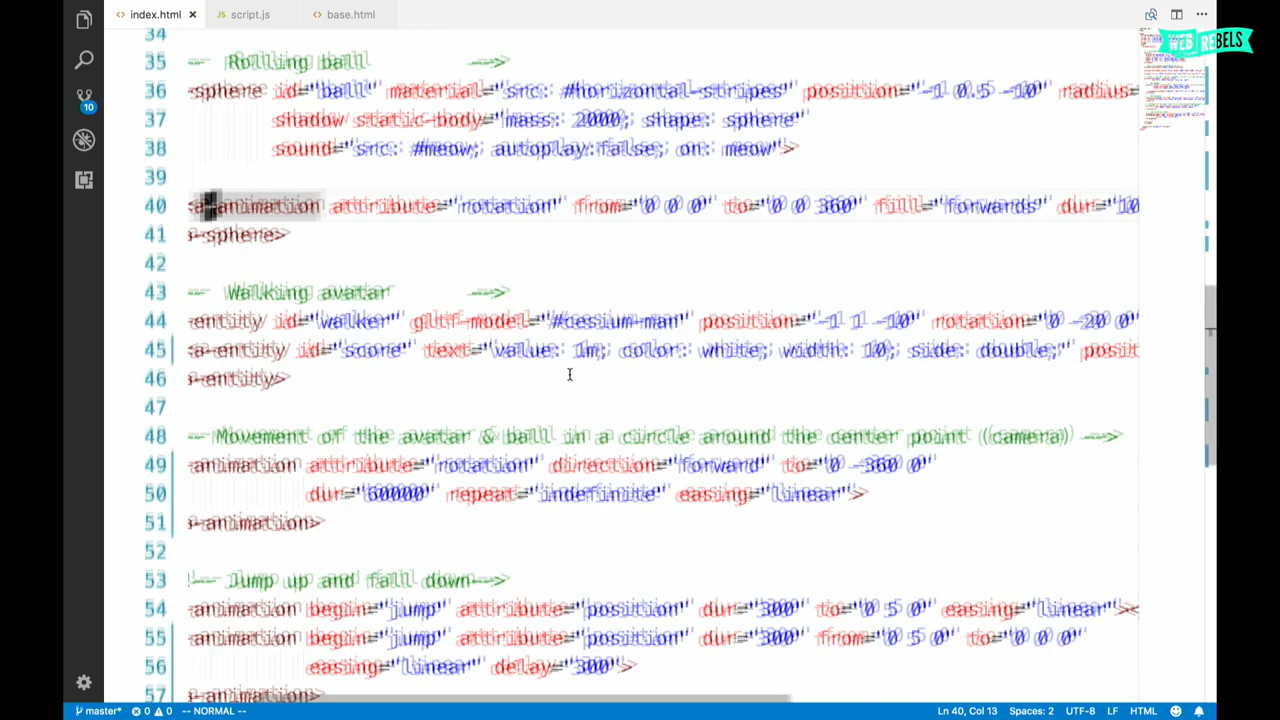 index.html
script.js
base.html
WEB REBELS
34
35 -- Rolling ball -->
36 -sphere id="ball" material="src: #horizontal-stripes" position="-1 0.5 -10" radius=
37 shadow static-body="mass: 2000; shape: sphere"
38 sound="src: #meow; autoplay:false; on: meow">
39
40 <a-animation attribute="rotation" from="0 0 0" to="0 0 360" fill="forwards" dur="10
41 a-sphere>
42
43 -- Walking avatar -->
44 -entity id="walker" gltf-model="#cesium-man" position="-1 1 -10" rotation="0 -20 0"
45 a-entity id="score" text="value: 1m; color: white; width: 10; side: double;" posit
46 a-entity>
47
48 -- Movement of the avatar & ball in a circle around the center point (camera) -->
49 -animation attribute="rotation" direction="forward" to="0 -360 0"
50 dur="60000" repeat="indefinite" easing="linear">
51 a-animation>
52
53 !-- Jump up and fall down-->
54 -animation begin="jump" attribute="position" dur="300" to="0 5 0" easing="linear"><
55 -animation begin="jump" attribute="position" dur="300" from="0 5 0" to="0 0 0"
56 easing="linear" delay="300">
57 a-animation>
10
master* 0 0 -- NORMAL -- Ln 40, Col 13 Spaces: 2 UTF-8 LF HTML